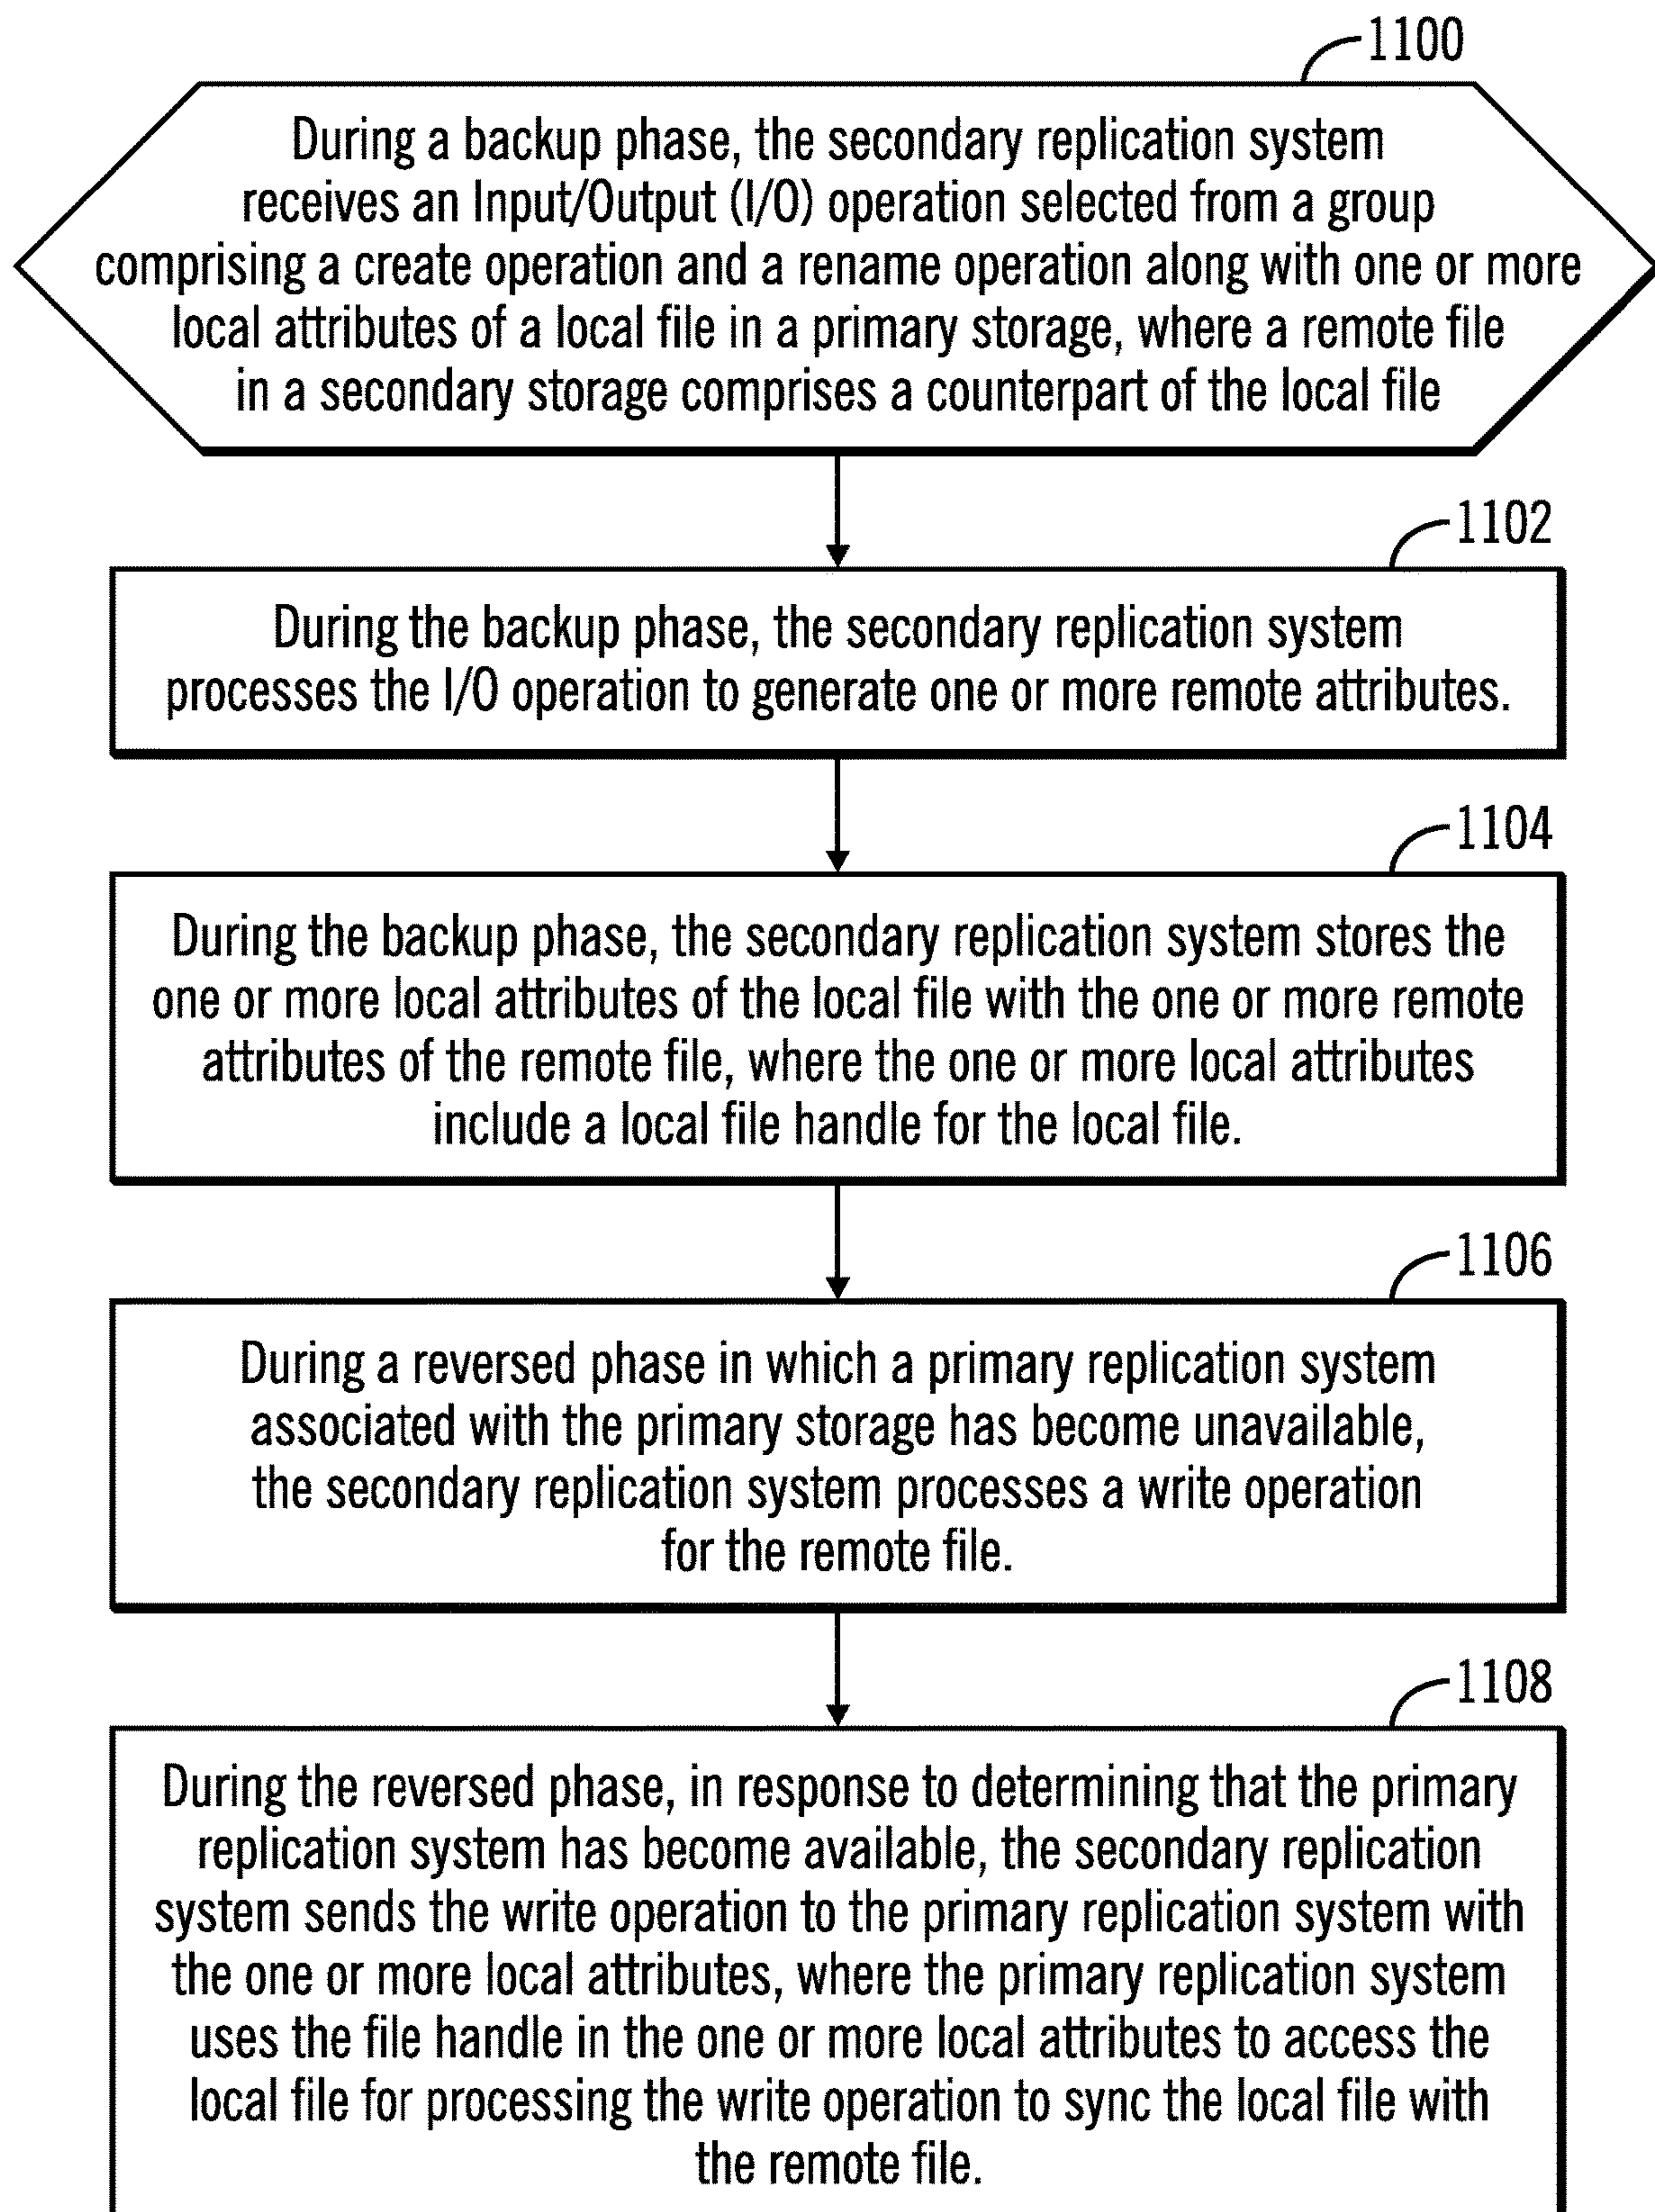 1100
During a backup phase, the secondary replication system
receives an Input/Output (I/O) operation selected from a group
comprising a create operation and a rename operation along with one or more
local attributes of a local file in a primary storage, where a remote file
in a secondary storage comprises a counterpart of the local file
1102
During the backup phase, the secondary replication system
processes the I/O operation to generate one or more remote attributes.
1104
During the backup phase, the secondary replication system stores the
one or more local attributes of the local file with the one or more remote
attributes of the remote file, where the one or more local attributes
include a local file handle for the local file.
1106
During a reversed phase in which a primary replication system
associated with the primary storage has become unavailable,
the secondary replication system processes a write operation
for the remote file.
1108
During the reversed phase, in response to determining that the primary
replication system has become available, the secondary replication
system sends the write operation to the primary replication system with
the one or more local attributes, where the primary replication system
uses the file handle in the one or more local attributes to access the
local file for processing the write operation to sync the local file with
the remote file.